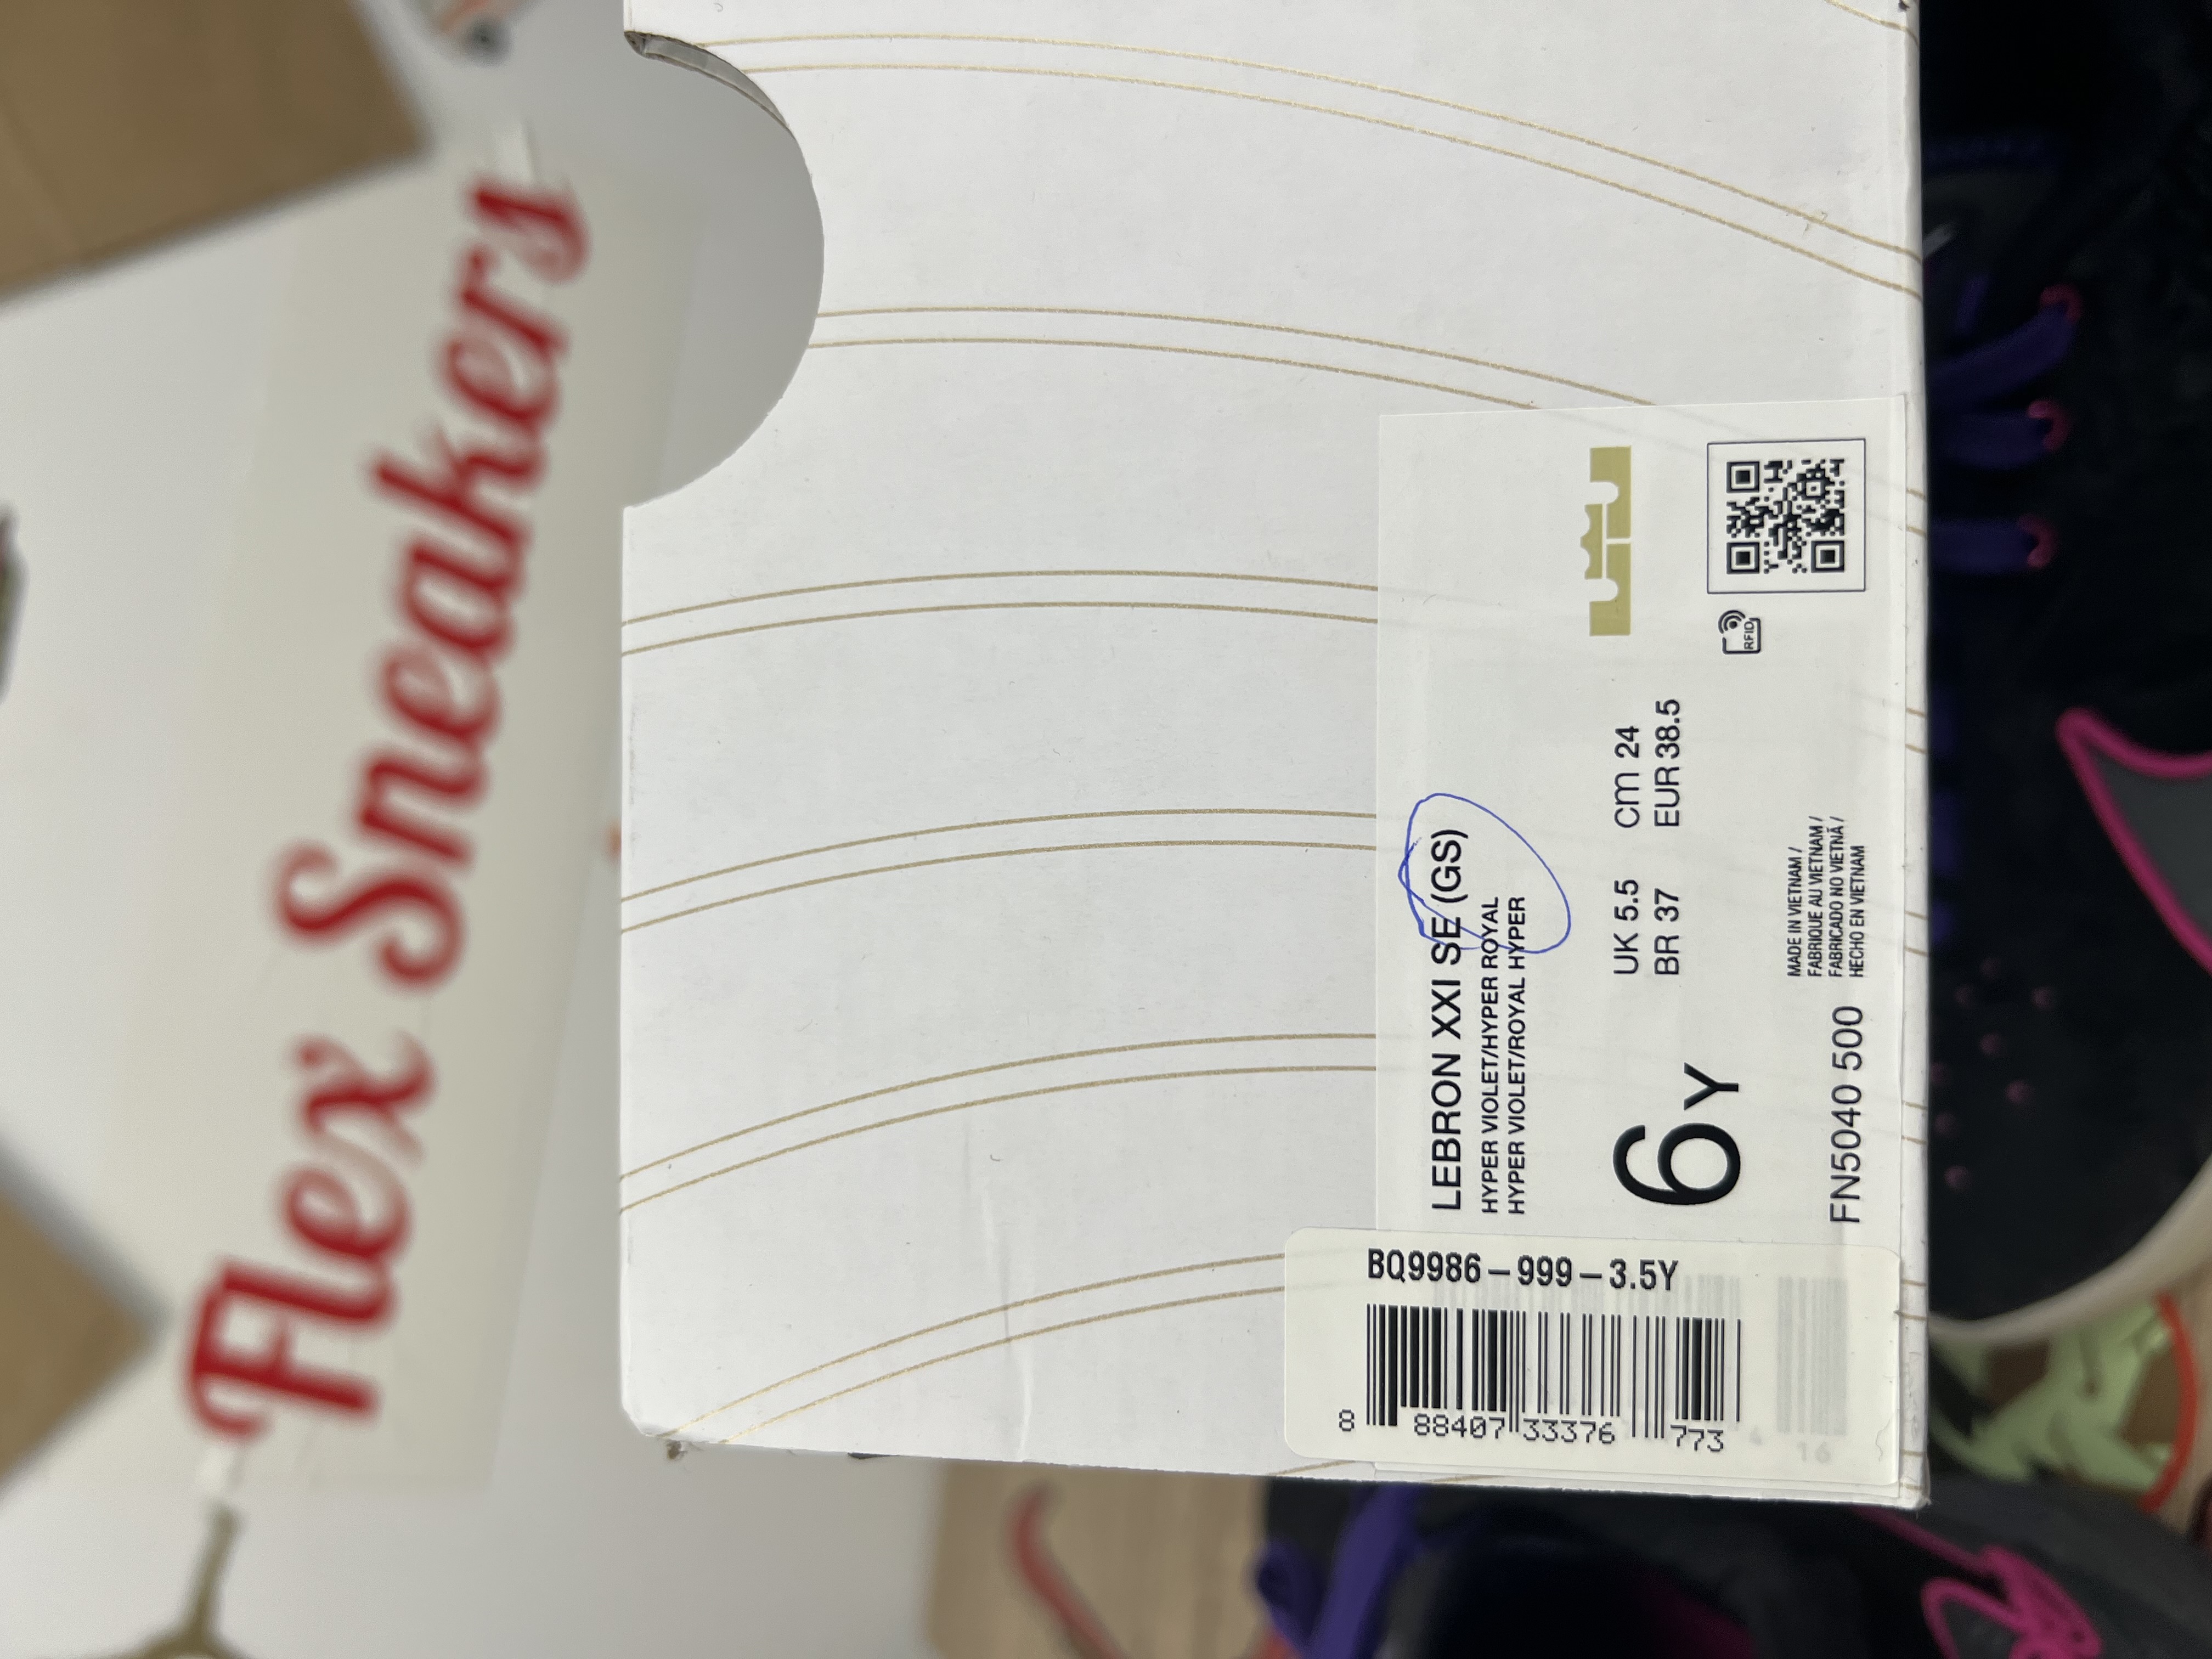 Flex Sneakers
BQ9986-999-3.5Y
8 88407 33376 773
LEBRON XXI SE (GS)
HYPER VIOLET/HYPER ROYAL
HYPER VIOLET/ROYAL HYPER
6Y
UK 5.5 cm 24
BR 37 EUR 38.5
RFID
MADE IN VIETNAM /
FABRIQUE AU VIETNAM /
FABRICADO NO VIETNÃ /
HECHO EN VIETNAM
FN5040 500